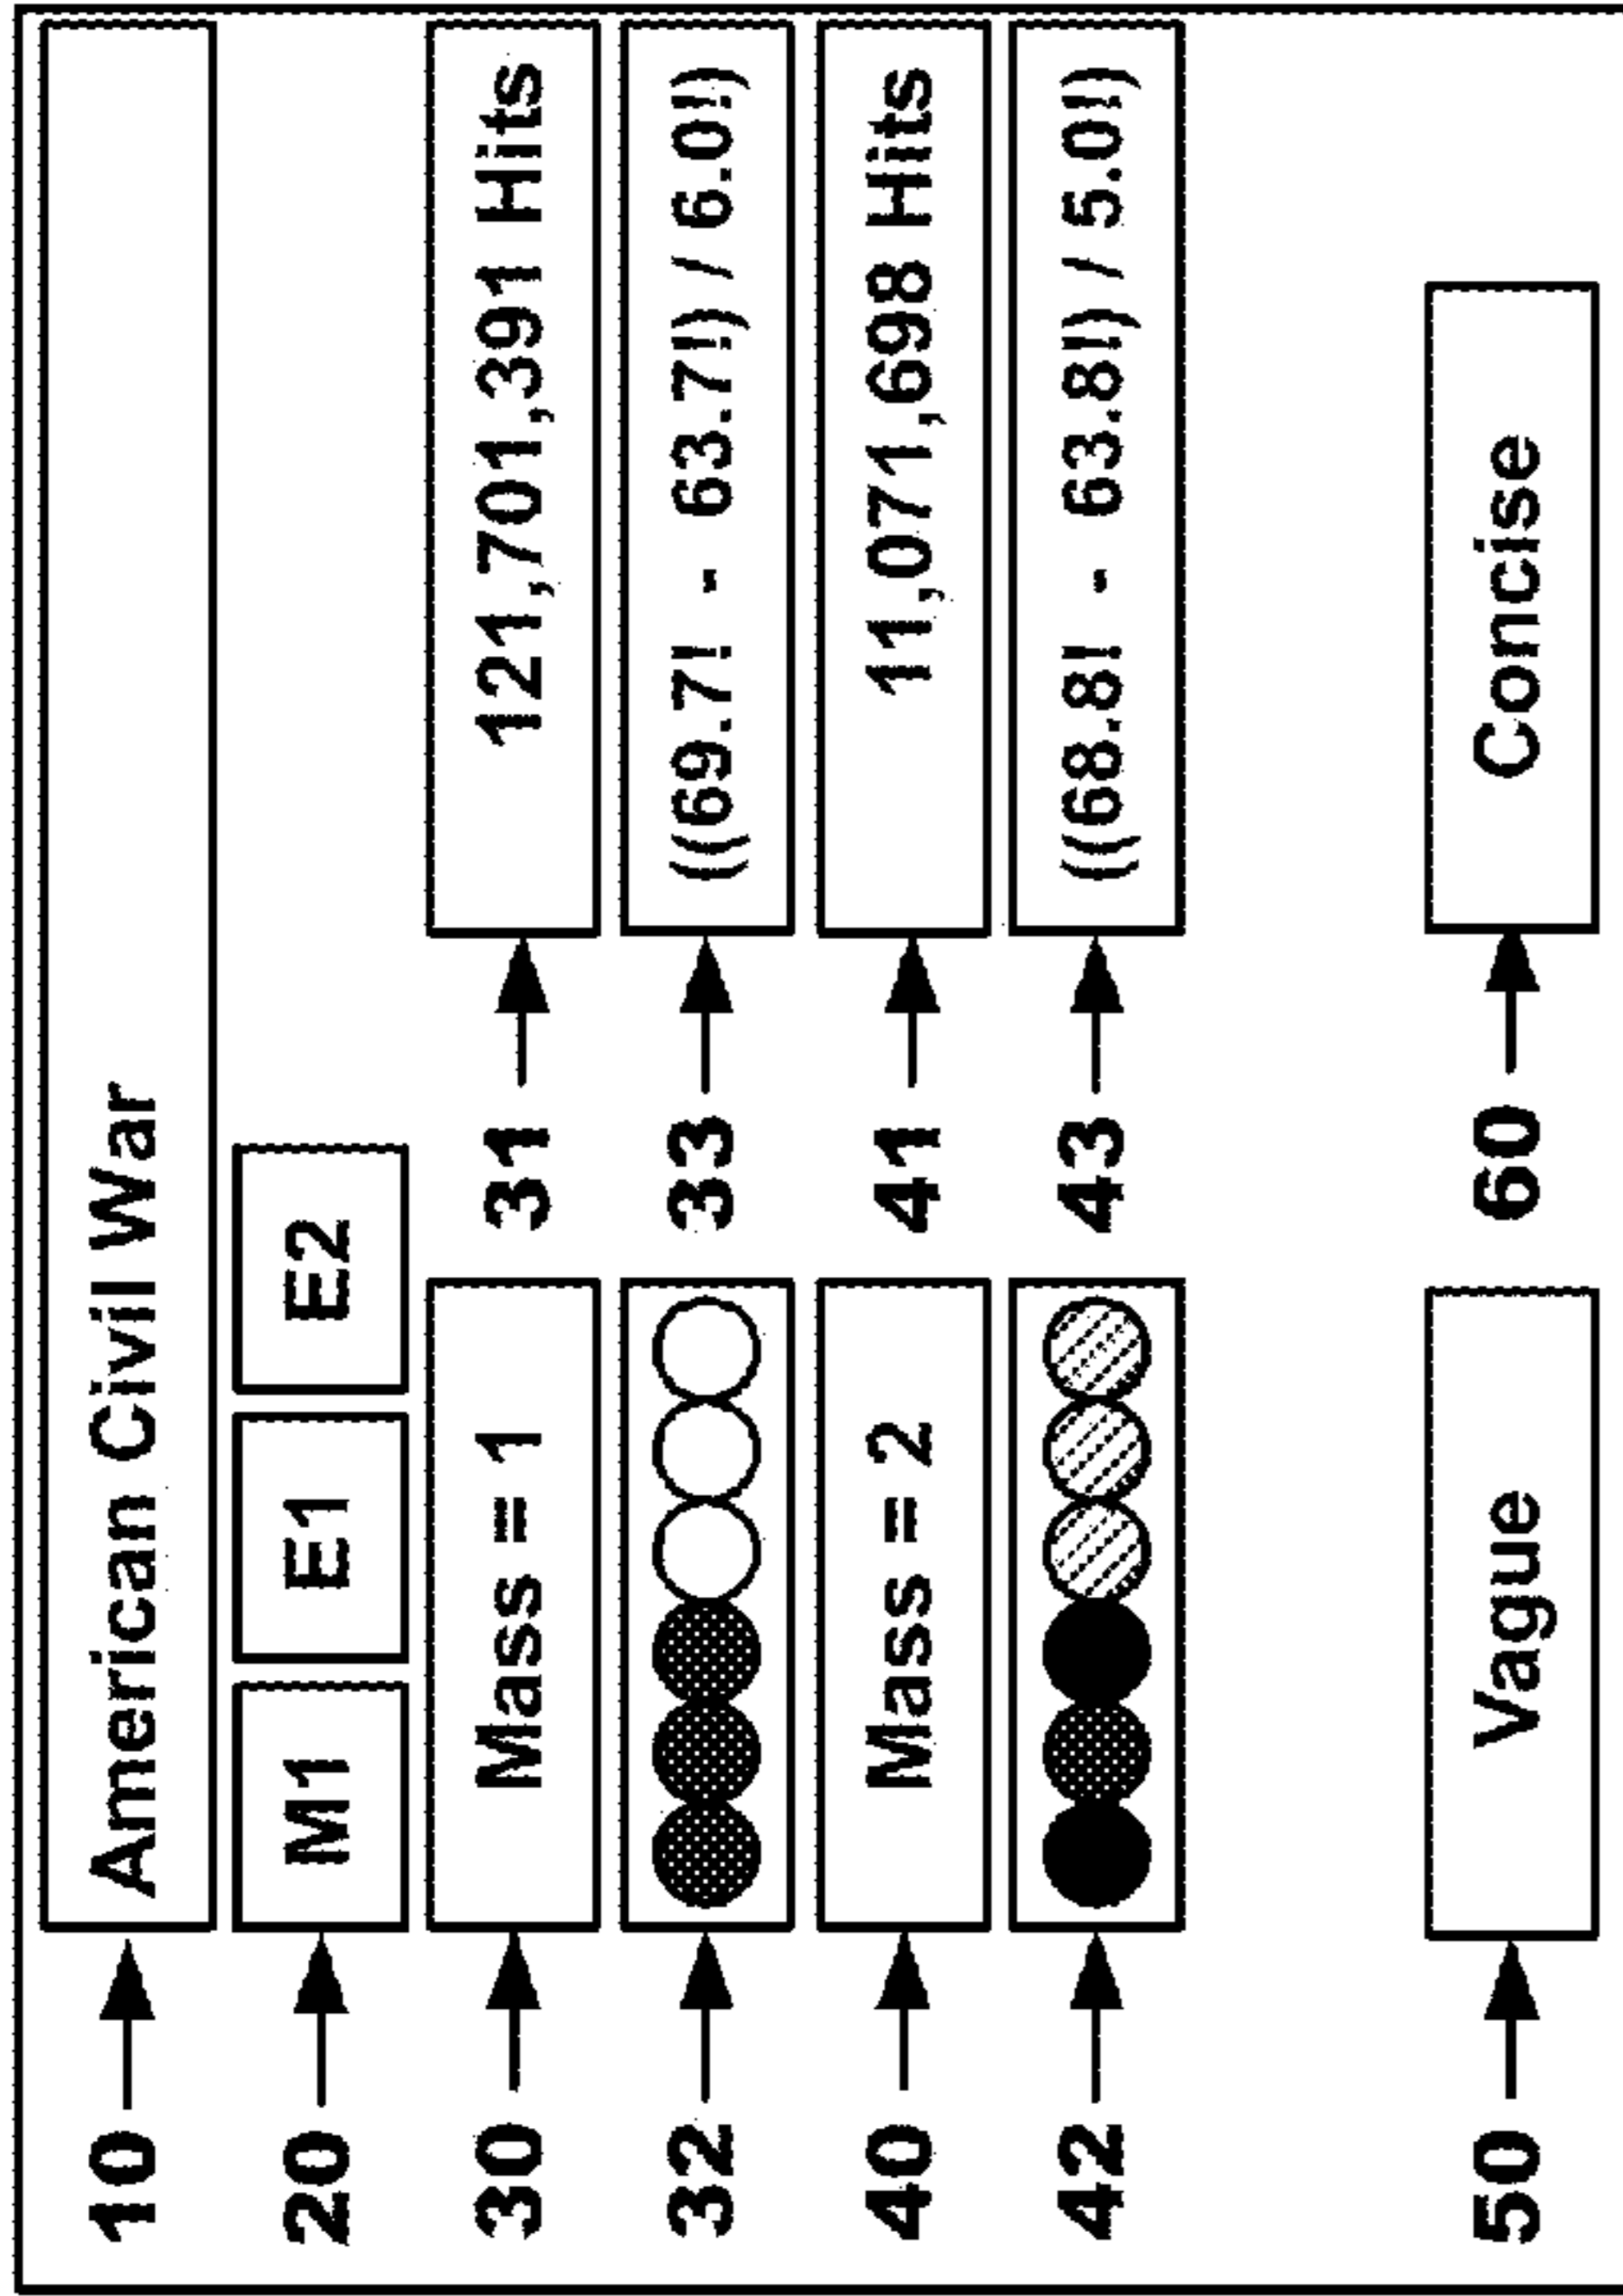 10 American Civil War
20 M1 E1 E2
30 Mass = 1 31 121,701,391 Hits
32 33 ((69.7! - 63.7!) / 6.0!)
40 Mass = 2 41 11,071,698 Hits
42 43 ((68.8! - 63.8!) / 5.0!)
50 Vague 60 Concise